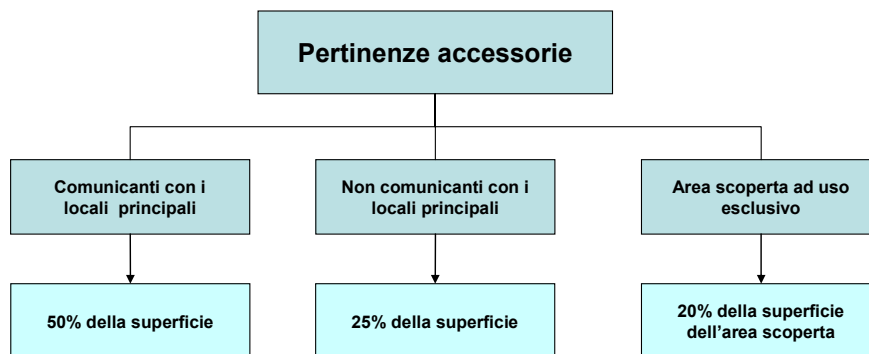 Pertinenze accessorie
Comunicanti con i
locali principali
Non comunicanti con i
locali principali
Area scoperta ad uso
esclusivo
50% della superficie
25% della superficie
20% della superficie
dell'area scoperta